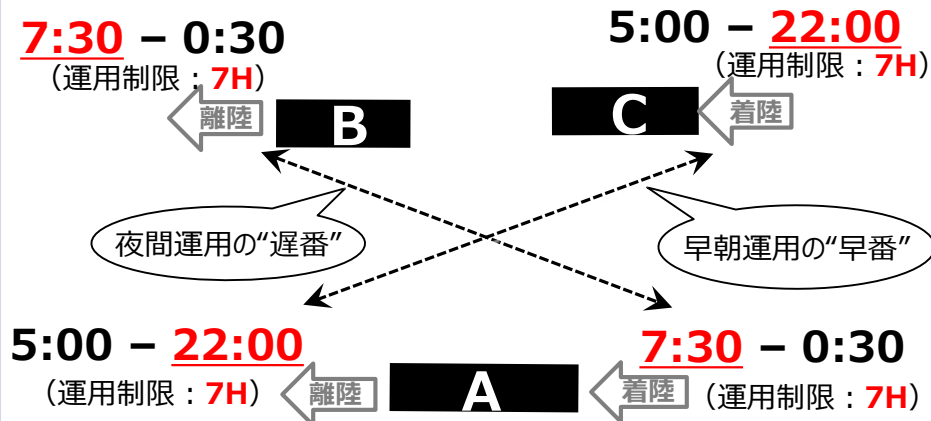 7:30 – 0:30
(運用制限：7H)
離陸
B
5:00 – 22:00
(運用制限：7H)
C
着陸
夜間運用の“遅番”
早朝運用の“早番”
5:00 – 22:00
(運用制限：7H)
離陸
A
着陸
7:30 – 0:30
(運用制限：7H)